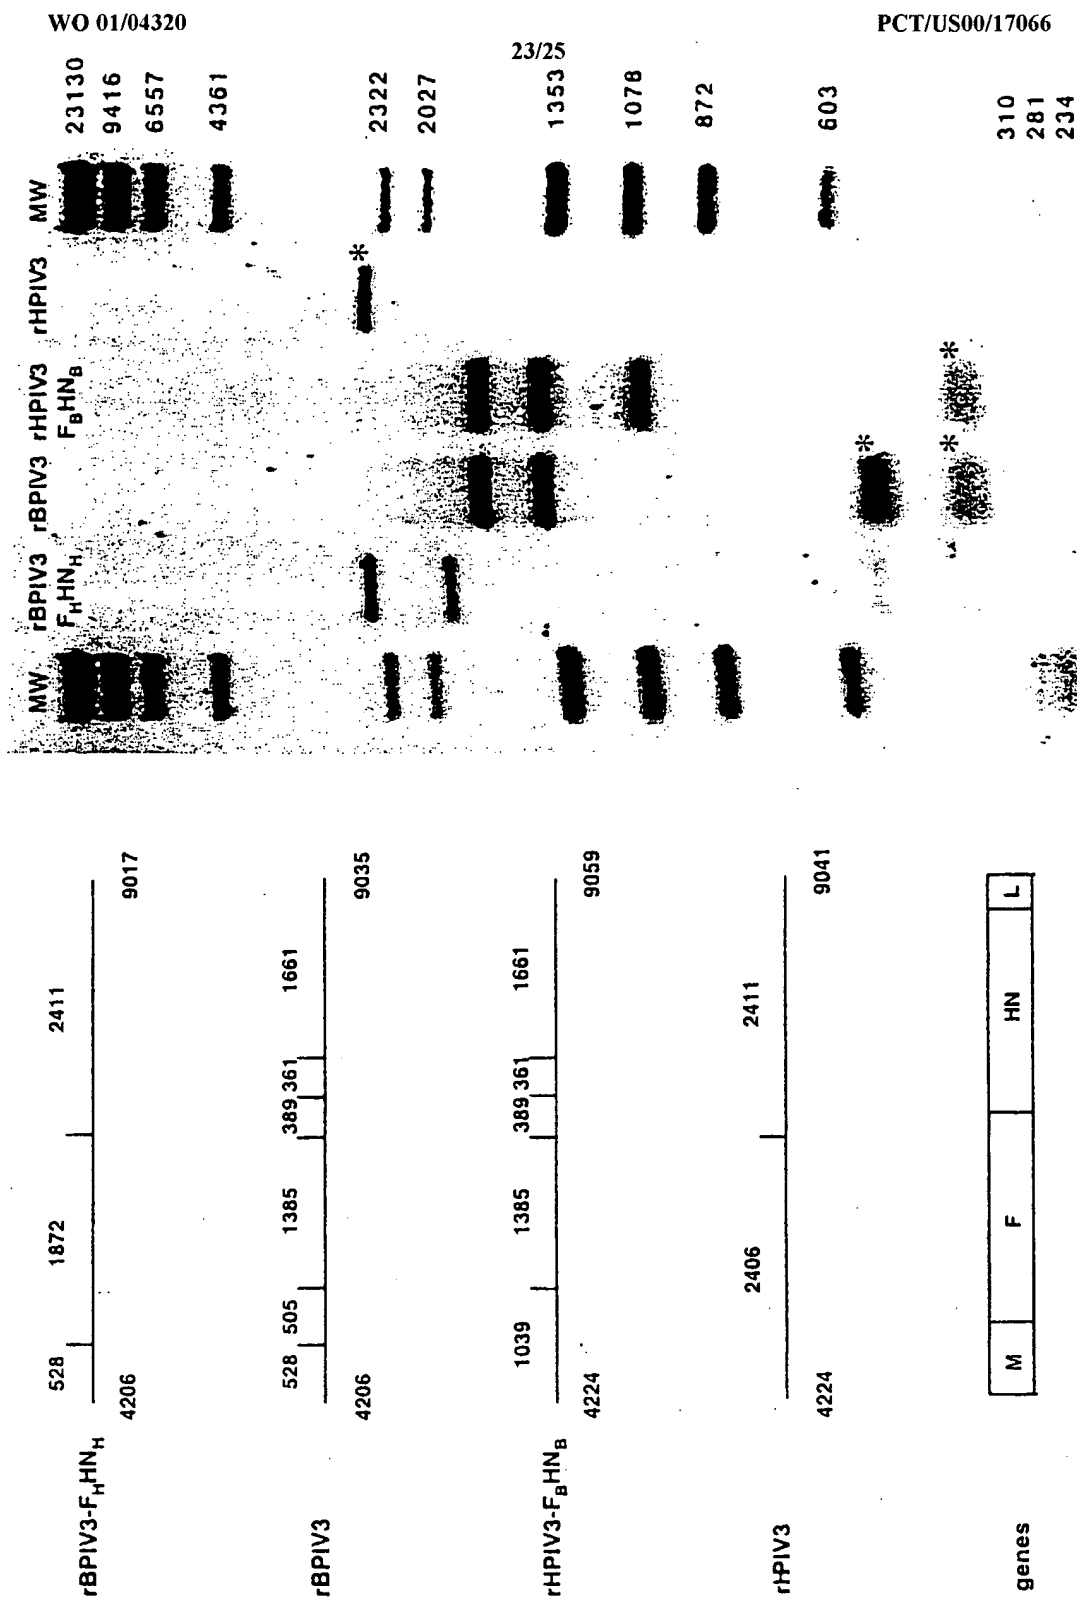 WO 01/04320
PCT/US00/17066
23/25
MW
rBPIV3
F_HHN_H
rBPIV3
rHPIV3
F_BHN_B
rHPIV3
MW
23130
9416
6557
4361
2322
2027
1353
1078
872
603
310
281
234
*
*
*
*
rBPIV3-F_HHN_H
528
1872
2411
4206
9017
rBPIV3
528
505
1385
389
361
1661
4206
9035
rHPIV3-F_BHN_B
1039
1385
389
361
1661
4224
9059
rHPIV3
2406
2411
4224
9041
genes
M
F
HN
L